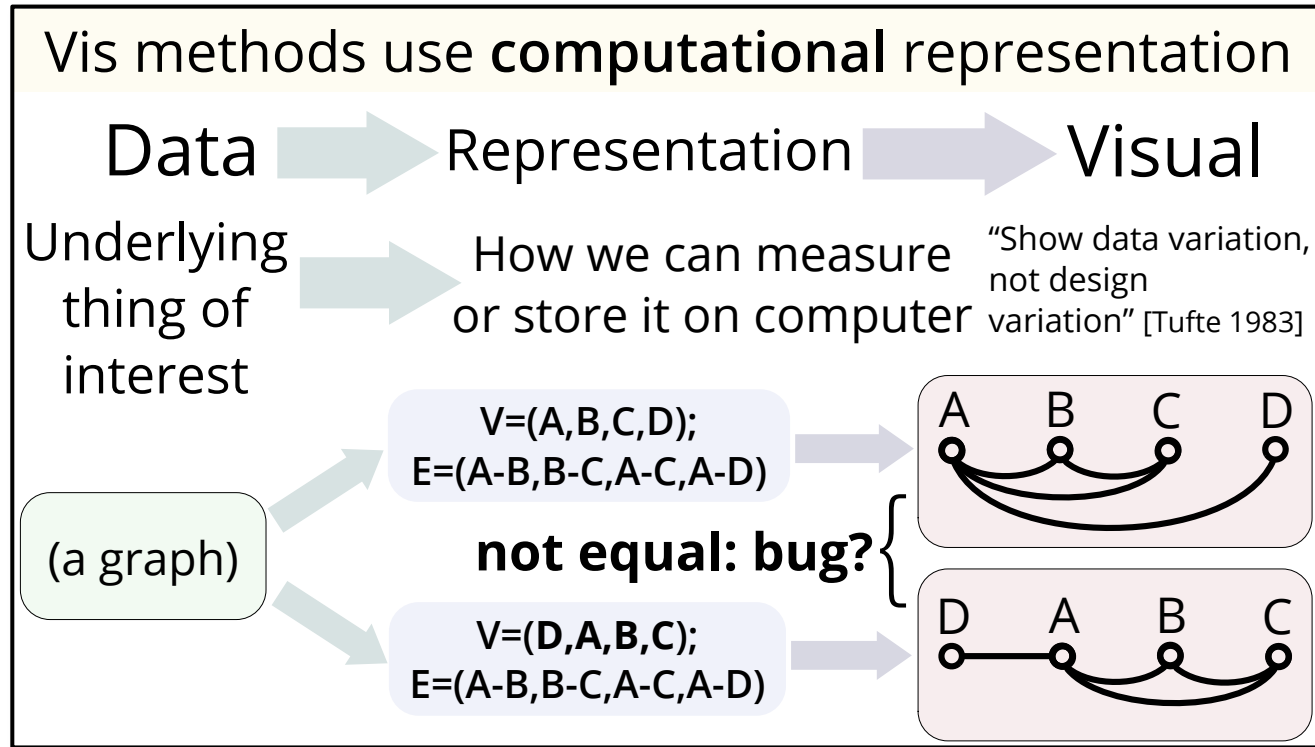 Vis methods use computational representation
Data
Representation
Visual
Underlying
thing of
interest
How we can measure
or store it on computer
“Show data variation,
not design
variation” [Tufte 1983]
(a graph)
V=(A,B,C,D);
E=(A-B,B-C,A-C,A-D)
A B C D
not equal: bug?
V=(D,A,B,C);
E=(A-B,B-C,A-C,A-D)
D A B C